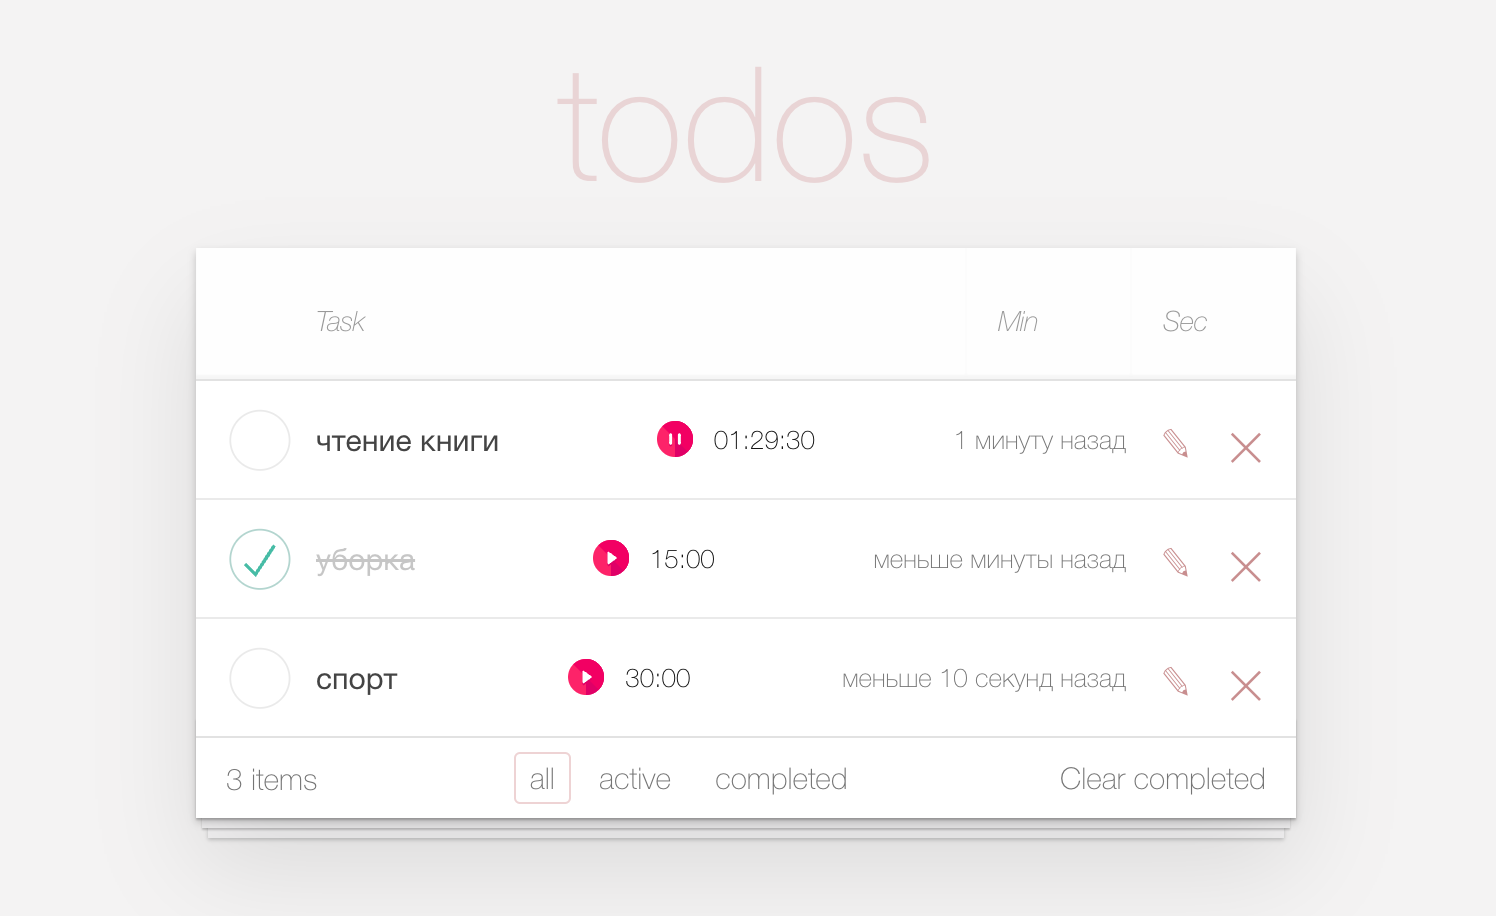 todos
Task Min Sec
чтение книги 01:29:30 1 минуту назад
уборка 15:00 меньше минуты назад
спорт 30:00 меньше 10 секунд назад
3 items all active completed Clear completed